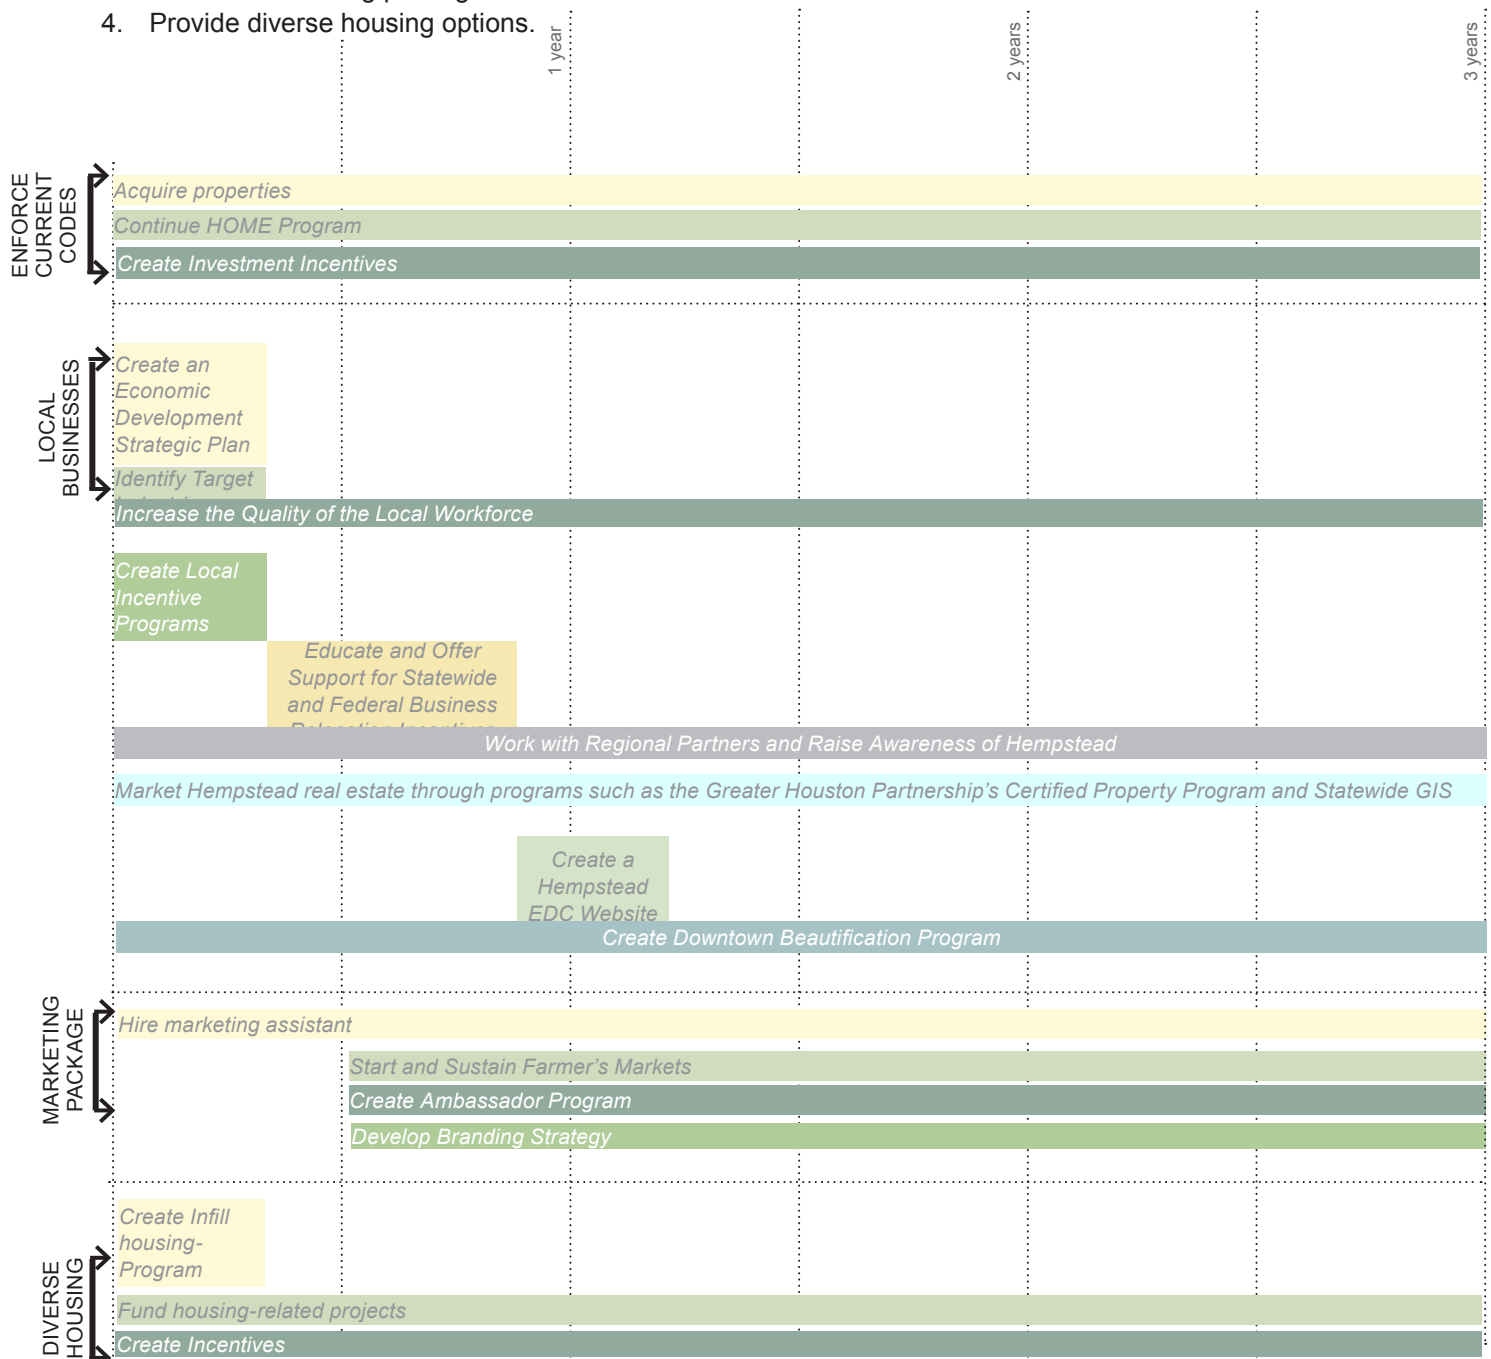 4. Provide diverse housing options.
1 year
2 years
3 years
ENFORCE
CURRENT
CODES
Acquire properties
Continue HOME Program
Create Investment Incentives
LOCAL
BUSINESSES
Create an
Economic
Development
Strategic Plan
Identify Target
Increase the Quality of the Local Workforce
Create Local
Incentive
Programs
Educate and Offer
Support for Statewide
and Federal Business
Relocation Incentives
Work with Regional Partners and Raise Awareness of Hempstead
Market Hempstead real estate through programs such as the Greater Houston Partnership's Certified Property Program and Statewide GIS
Create a
Hempstead
EDC Website
Create Downtown Beautification Program
MARKETING
PACKAGE
Hire marketing assistant
Start and Sustain Farmer's Markets
Create Ambassador Program
Develop Branding Strategy
DIVERSE
HOUSING
Create Infill
housing-
Program
Fund housing-related projects
Create Incentives